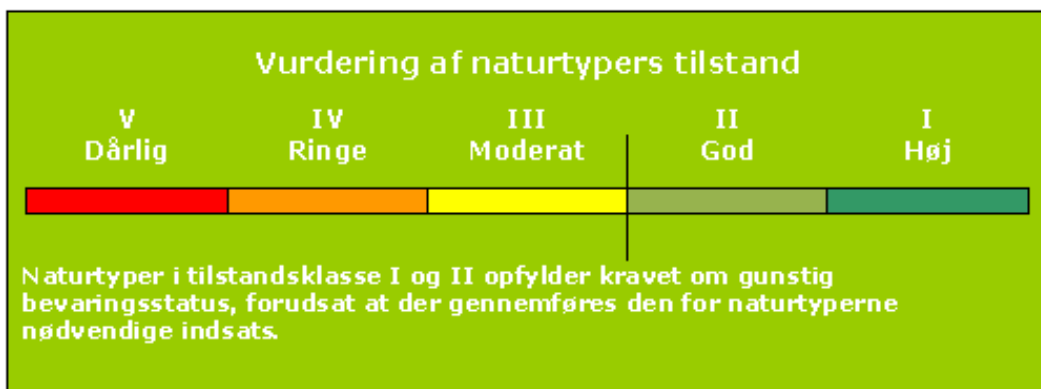 Vurdering af naturtypers tilstand
V IV III II I
Dårlig Ringe Moderat God Høj
Naturtyper i tilstandsklasse I og II opfylder kravet om gunstig
bevaringsstatus, forudsat at der gennemføres den for naturtyperne
nødvendige indsats.